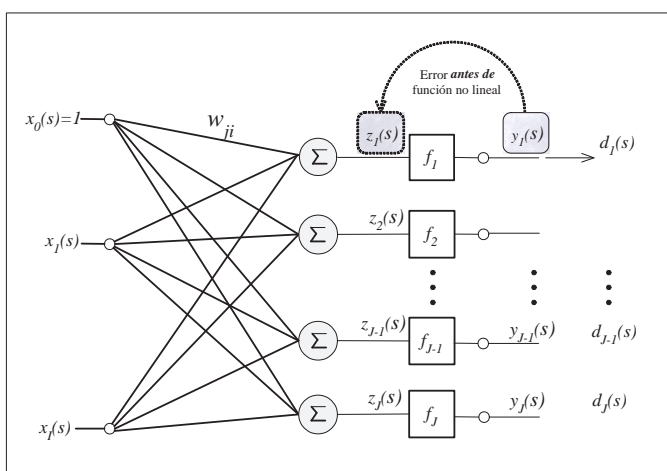 Error antes de
función no lineal
x0(s)=1
wji
z1(s)
y1(s)
Σ
f1
d1(s)
x1(s)
z2(s)
Σ
f2
zJ-1(s)
Σ
fJ-1
yJ-1(s)
dJ-1(s)
xI(s)
zJ(s)
Σ
fJ
yJ(s)
dJ(s)